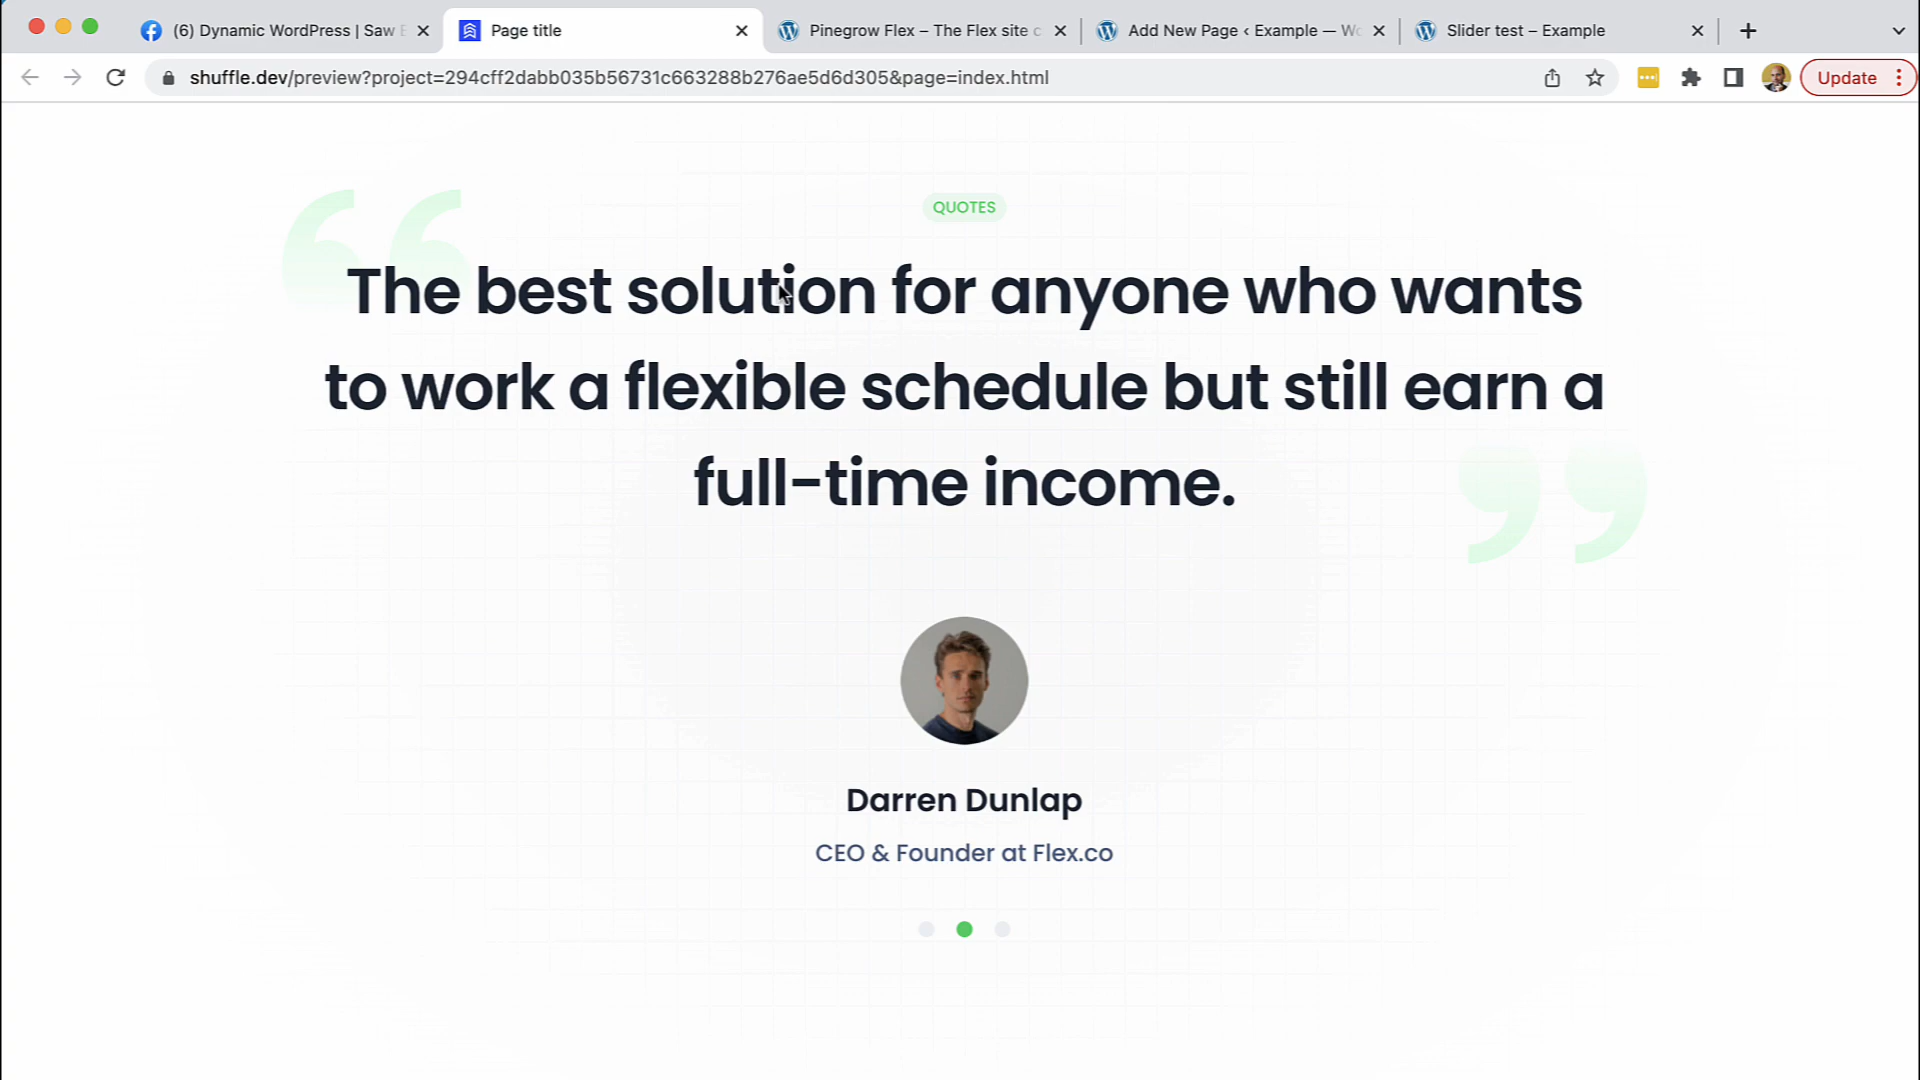 (6) Dynamic WordPress | Saw
Page title
Pinegrow Flex – The Flex site
Add New Page ‹ Example —
Slider test – Example
shuffle.dev/preview?project=294cff2dabb035b56731c663288b276ae5d6d305&page=index.html
Update
QUOTES
The best solution for anyone who wants
to work a flexible schedule but still earn a
full-time income.
Darren Dunlap
CEO & Founder at Flex.co